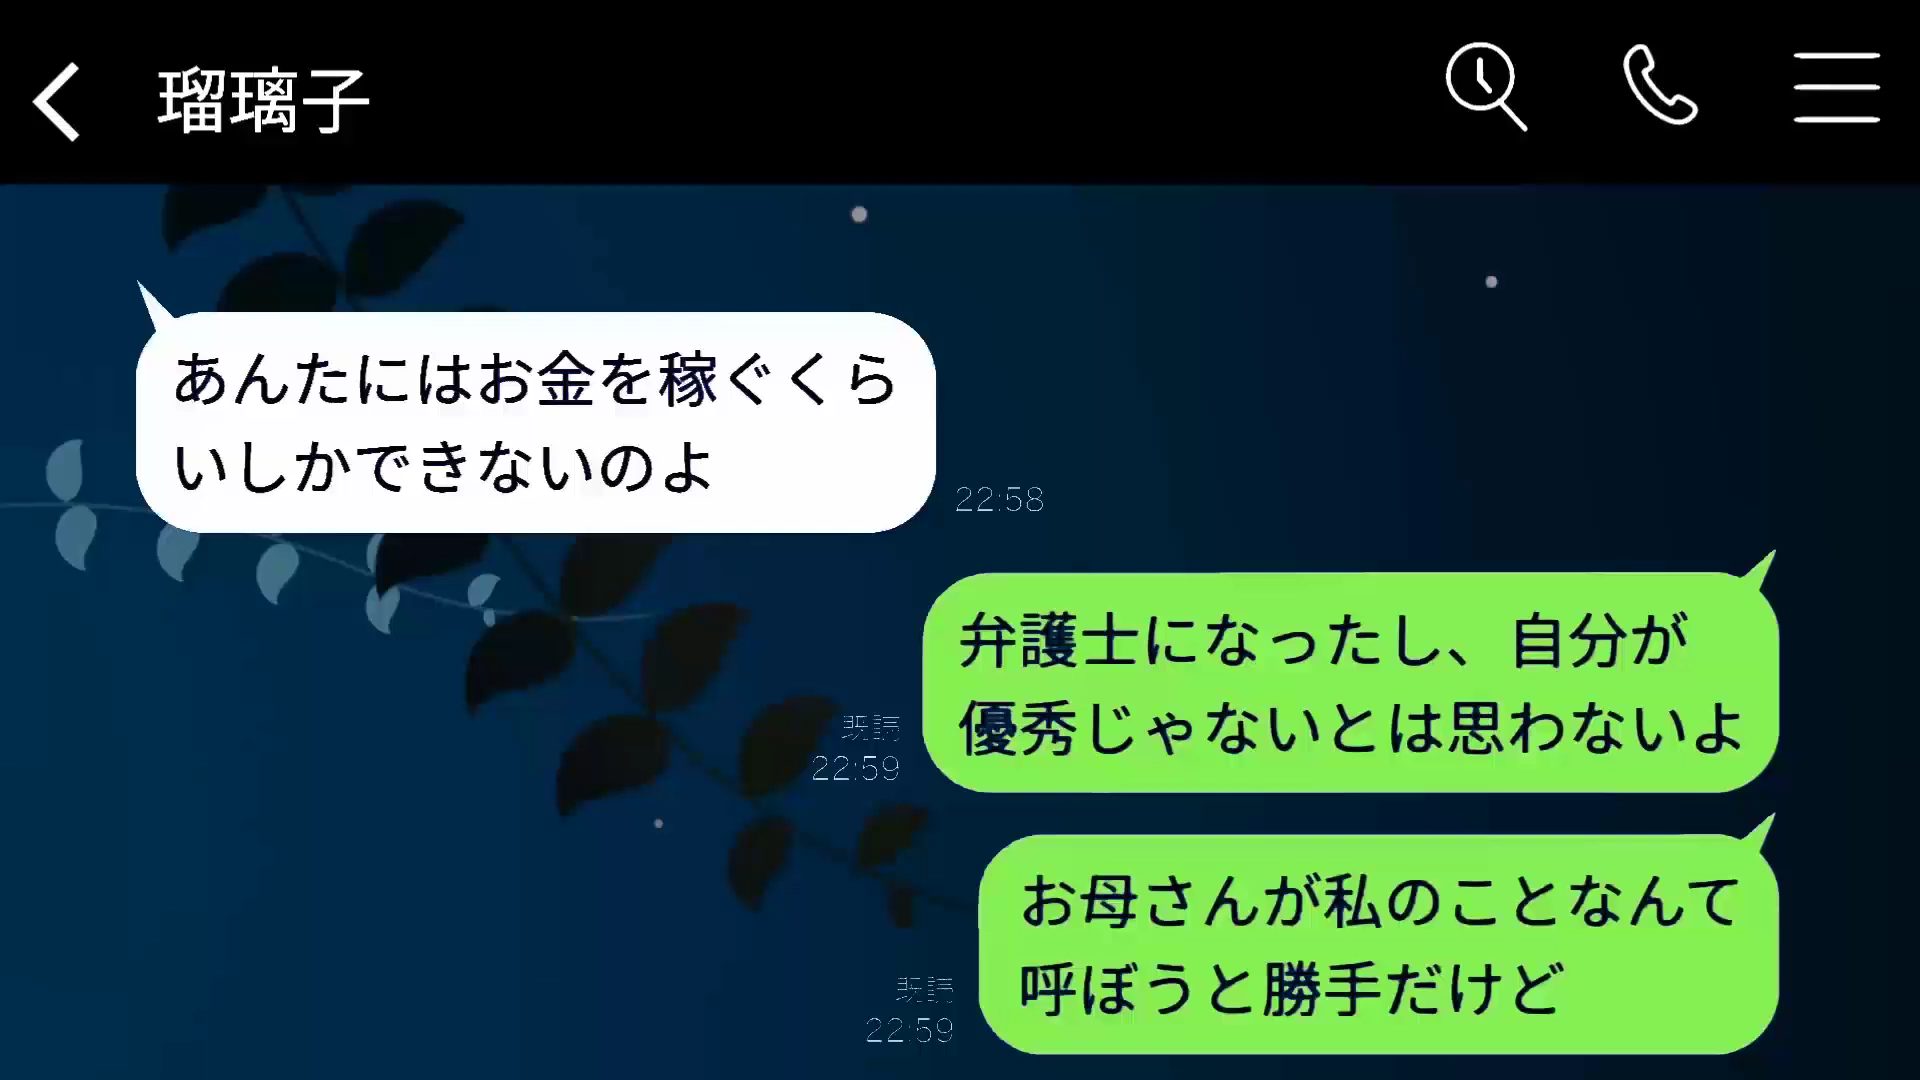 瑠璃子
あんたにはお金を稼ぐくら
いしかできないのよ
22:58
弁護士になったし、自分が
優秀じゃないとは思わないよ
既読
22:59
お母さんが私のことなんて
呼ぼうと勝手だけど
既読
22:59